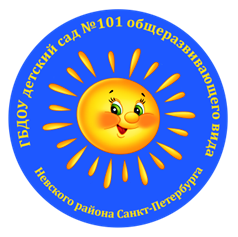 ГБДОУ детский сад №101 общеразвивающего вида
Невского района Санкт-Петербурга